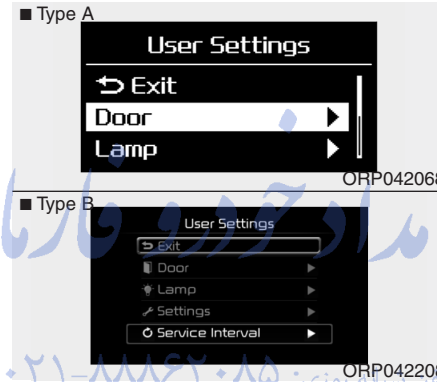 ■ Type A
User Settings
Exit
Door
Lamp
ORP042068
■ Type B
User Settings
Exit
Door
Lamp
Settings
Service Interval
ORP042208